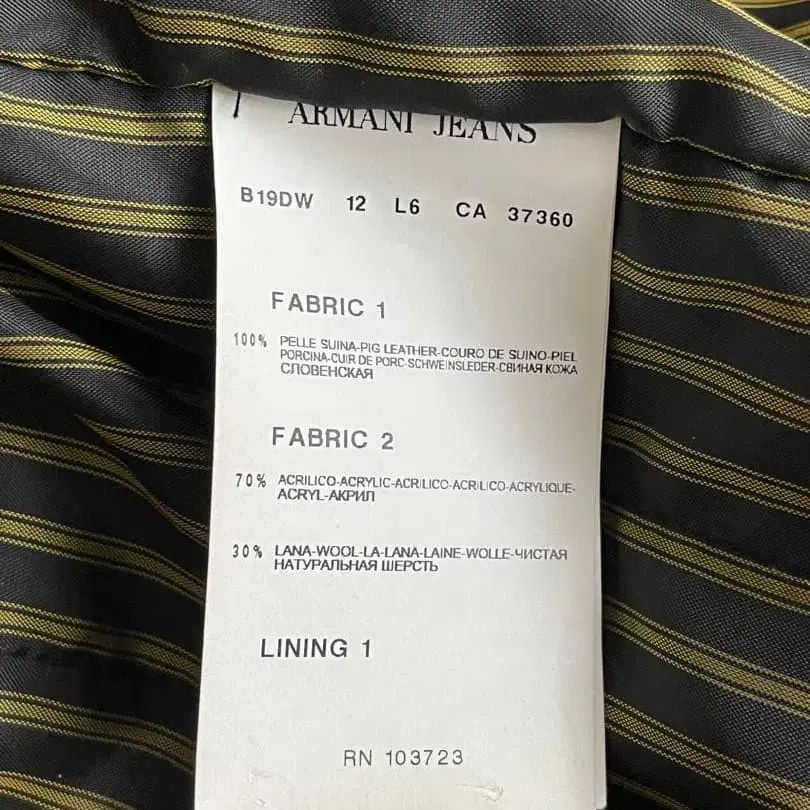 ARMANI JEANS
B19DW 12 L6 CA 37360
FABRIC 1
100% PELLE SUINA-PIG LEATHER-COURO DE SUINO-PIEL
PORCINA-CUIR DE PORC-SCHWEINSLEDER-СВИНАЯ КОЖА
СЛОВЕНСКАЯ
FABRIC 2
70% ACRILICO-ACRYLIC-ACRILICO-ACRILICO-ACRYLIQUE-
ACRYL-АКРИЛ
30% LANA-WOOL-LA-LANA-LAINE-WOLLE-ЧИСТАЯ
НАТУРАЛЬНАЯ ШЕРСТЬ
LINING 1
RN 103723